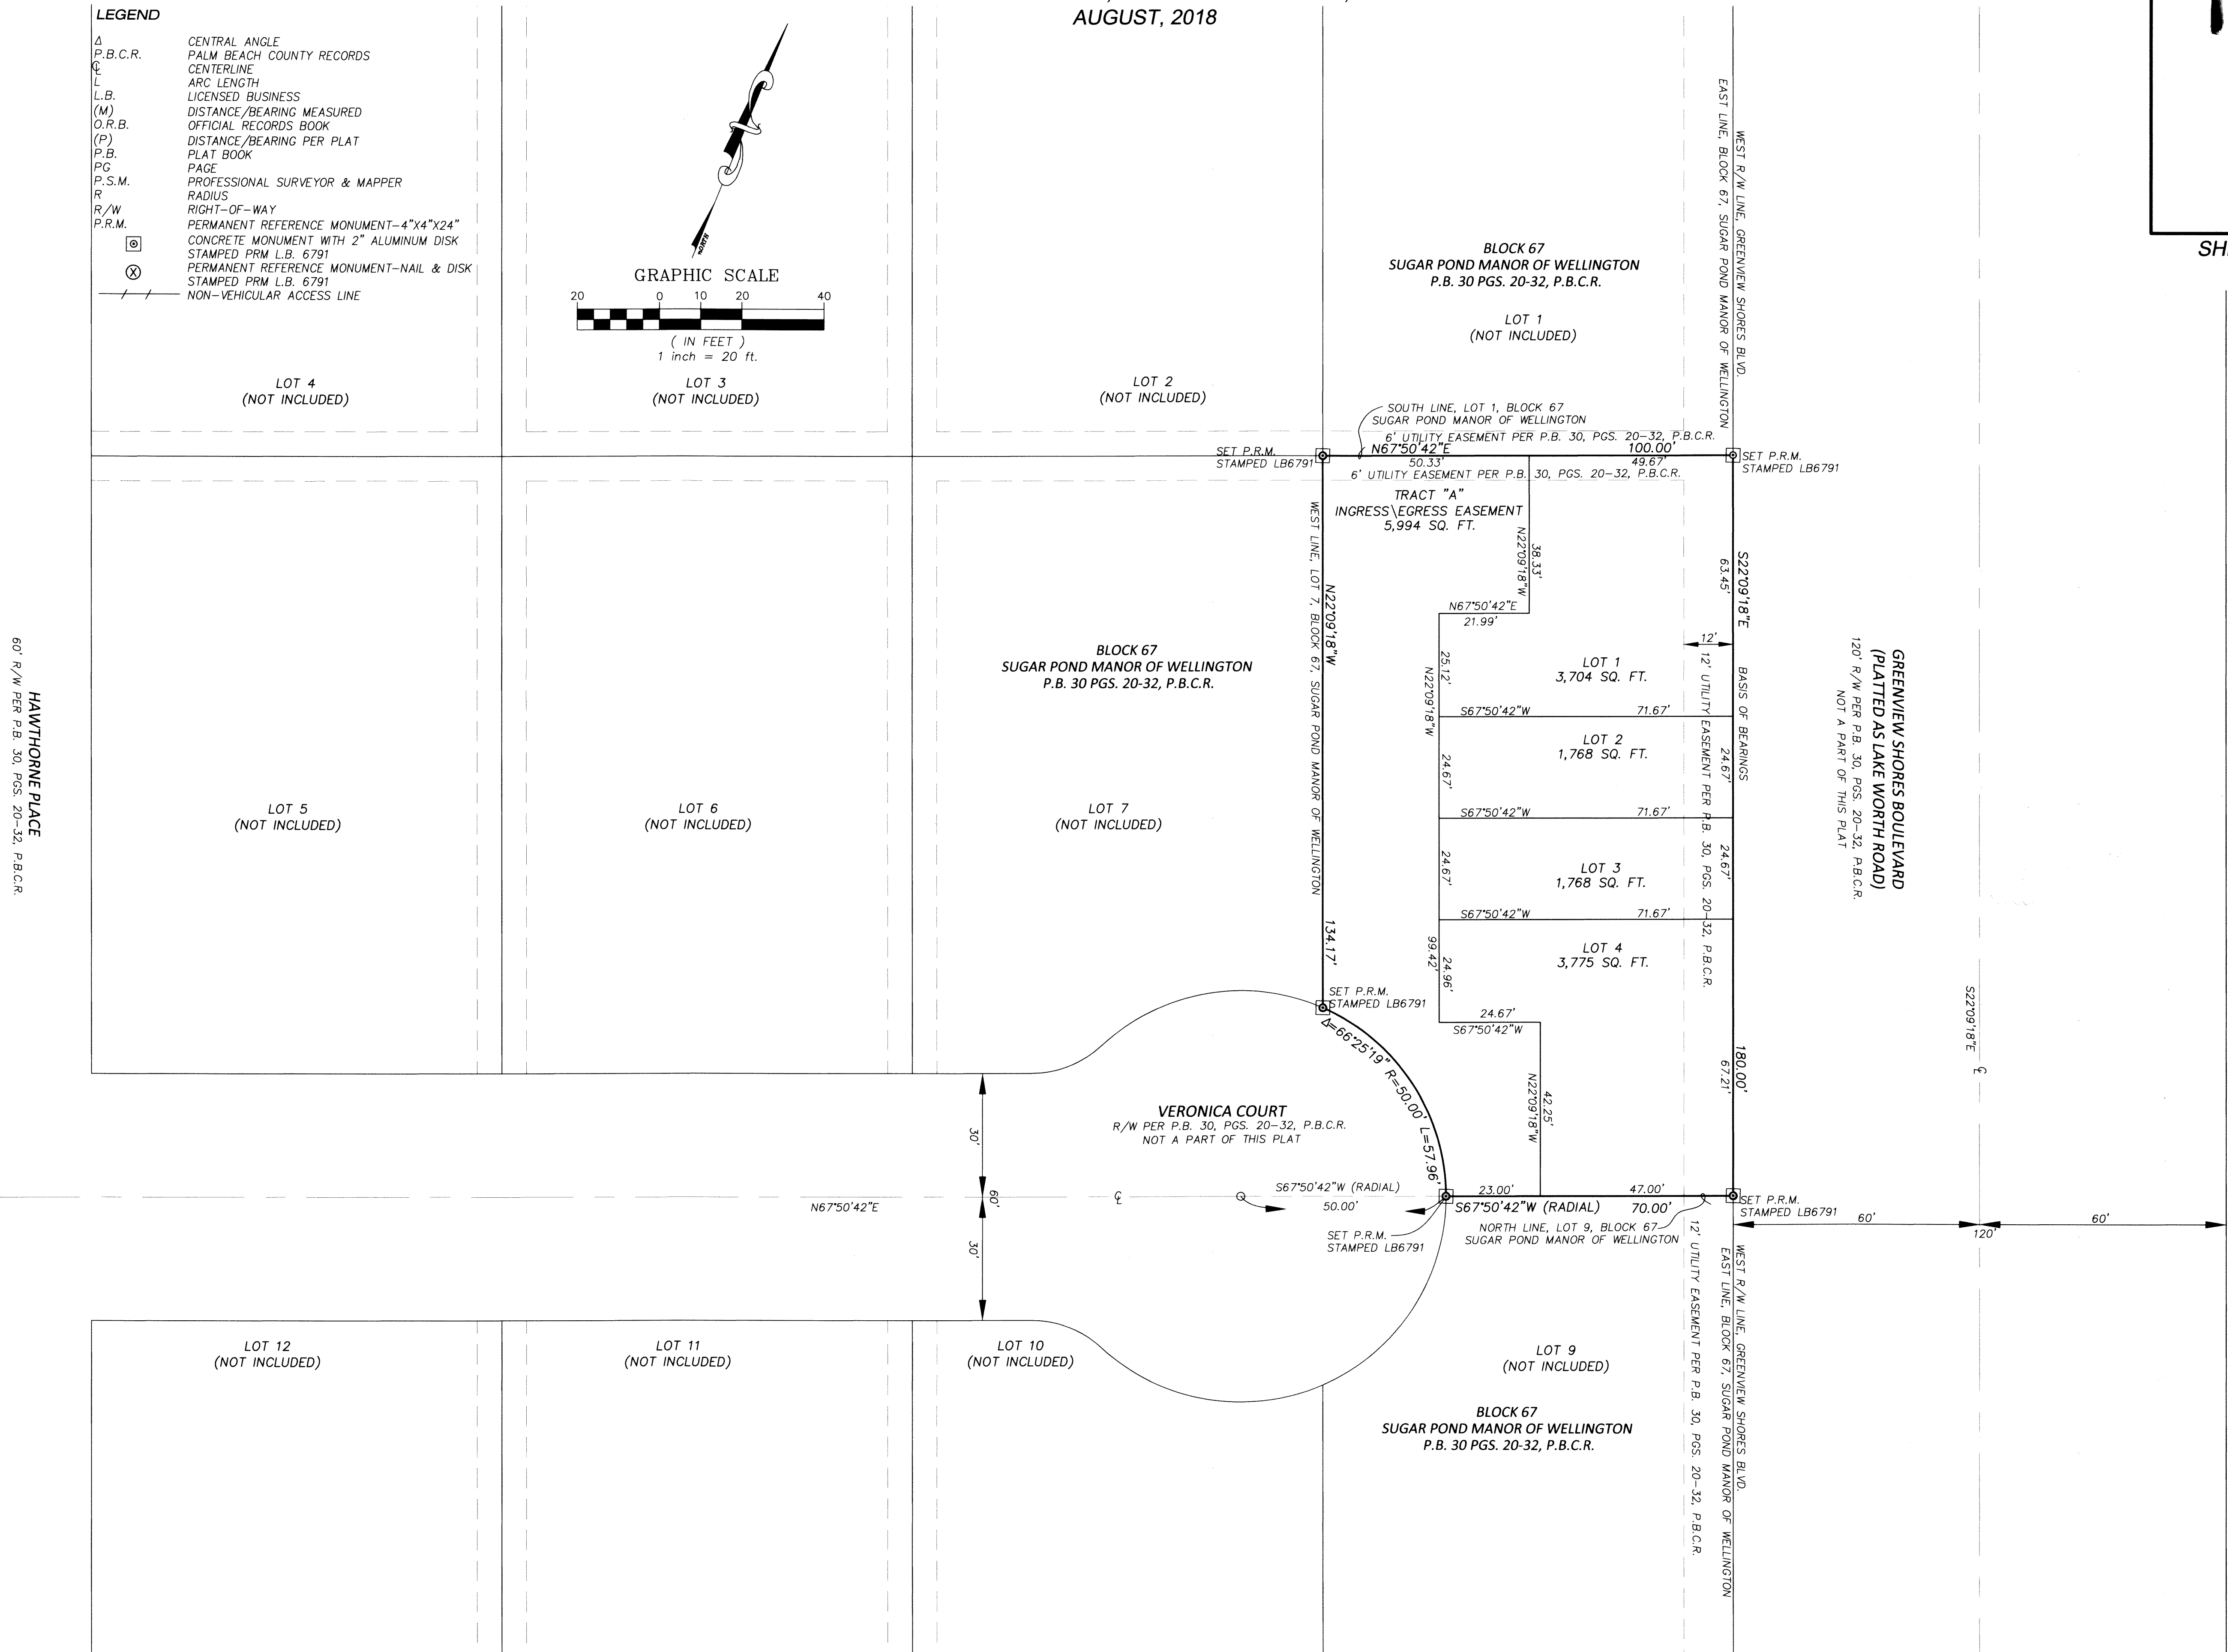 AUGUST, 2018
LEGEND
Δ CENTRAL ANGLE
P.B.C.R. PALM BEACH COUNTY RECORDS
℄ CENTERLINE
L ARC LENGTH
L.B. LICENSED BUSINESS
(M) DISTANCE/BEARING MEASURED
O.R.B. OFFICIAL RECORDS BOOK
(P) DISTANCE/BEARING PER PLAT
P.B. PLAT BOOK
PG PAGE
P.S.M. PROFESSIONAL SURVEYOR & MAPPER
R RADIUS
R/W RIGHT-OF-WAY
P.R.M. PERMANENT REFERENCE MONUMENT-4"X4"X24"
CONCRETE MONUMENT WITH 2" ALUMINUM DISK
STAMPED PRM L.B. 6791
PERMANENT REFERENCE MONUMENT-NAIL & DISK
STAMPED PRM L.B. 6791
NON-VEHICULAR ACCESS LINE
NORTH
GRAPHIC SCALE
20 0 10 20 40
( IN FEET )
1 inch = 20 ft.
LOT 4
(NOT INCLUDED)
LOT 3
(NOT INCLUDED)
LOT 2
(NOT INCLUDED)
BLOCK 67
SUGAR POND MANOR OF WELLINGTON
P.B. 30 PGS. 20-32, P.B.C.R.
LOT 1
(NOT INCLUDED)
EAST LINE, BLOCK 67, SUGAR POND MANOR OF WELLINGTON
WEST R/W LINE, GREENVIEW SHORES BLVD.
SOUTH LINE, LOT 1, BLOCK 67
SUGAR POND MANOR OF WELLINGTON
6' UTILITY EASEMENT PER P.B. 30, PGS. 20-32, P.B.C.R.
SET P.R.M.
STAMPED LB6791
N67°50'42"E 100.00'
50.33' 49.67'
SET P.R.M.
STAMPED LB6791
6' UTILITY EASEMENT PER P.B. 30, PGS. 20-32, P.B.C.R.
TRACT "A"
INGRESS\EGRESS EASEMENT
5,994 SQ. FT.
WEST LINE, LOT 7, BLOCK 67, SUGAR POND MANOR OF WELLINGTON
N22°09'18"W
134.17'
38.33'
N22°09'18"W
N67°50'42"E
21.99'
25.12'
N22°09'18"W
24.67'
24.67'
24.96'
99.42'
LOT 1
3,704 SQ. FT.
S67°50'42"W 71.67'
LOT 2
1,768 SQ. FT.
S67°50'42"W 71.67'
LOT 3
1,768 SQ. FT.
S67°50'42"W 71.67'
LOT 4
3,775 SQ. FT.
24.67'
S67°50'42"W
42.25'
N22°09'18"W
12'
12' UTILITY EASEMENT PER P.B. 30, PGS. 20-32, P.B.C.R.
S22°09'18"E
63.45'
BASIS OF BEARINGS
24.67'
24.67'
180.00'
67.21'
GREENVIEW SHORES BOULEVARD
(PLATTED AS LAKE WORTH ROAD)
120' R/W PER P.B. 30, PGS. 20-32, P.B.C.R.
NOT A PART OF THIS PLAT
S22°09'18"E
℄
HAWTHORNE PLACE
60' R/W PER P.B. 30, PGS. 20-32, P.B.C.R.
BLOCK 67
SUGAR POND MANOR OF WELLINGTON
P.B. 30 PGS. 20-32, P.B.C.R.
LOT 5
(NOT INCLUDED)
LOT 6
(NOT INCLUDED)
LOT 7
(NOT INCLUDED)
SET P.R.M.
STAMPED LB6791
Δ=66°25'19" R=50.00' L=57.96'
VERONICA COURT
R/W PER P.B. 30, PGS. 20-32, P.B.C.R.
NOT A PART OF THIS PLAT
30'
60'
30'
N67°50'42"E
℄
S67°50'42"W (RADIAL)
50.00'
23.00' 47.00'
S67°50'42"W (RADIAL) 70.00'
SET P.R.M.
STAMPED LB6791
NORTH LINE, LOT 9, BLOCK 67
SUGAR POND MANOR OF WELLINGTON
SET P.R.M.
STAMPED LB6791
60' 60'
120'
12' UTILITY EASEMENT PER P.B. 30, PGS. 20-32, P.B.C.R.
EAST LINE, BLOCK 67, SUGAR POND MANOR OF WELLINGTON
WEST R/W LINE, GREENVIEW SHORES BLVD.
LOT 12
(NOT INCLUDED)
LOT 11
(NOT INCLUDED)
LOT 10
(NOT INCLUDED)
LOT 9
(NOT INCLUDED)
BLOCK 67
SUGAR POND MANOR OF WELLINGTON
P.B. 30 PGS. 20-32, P.B.C.R.